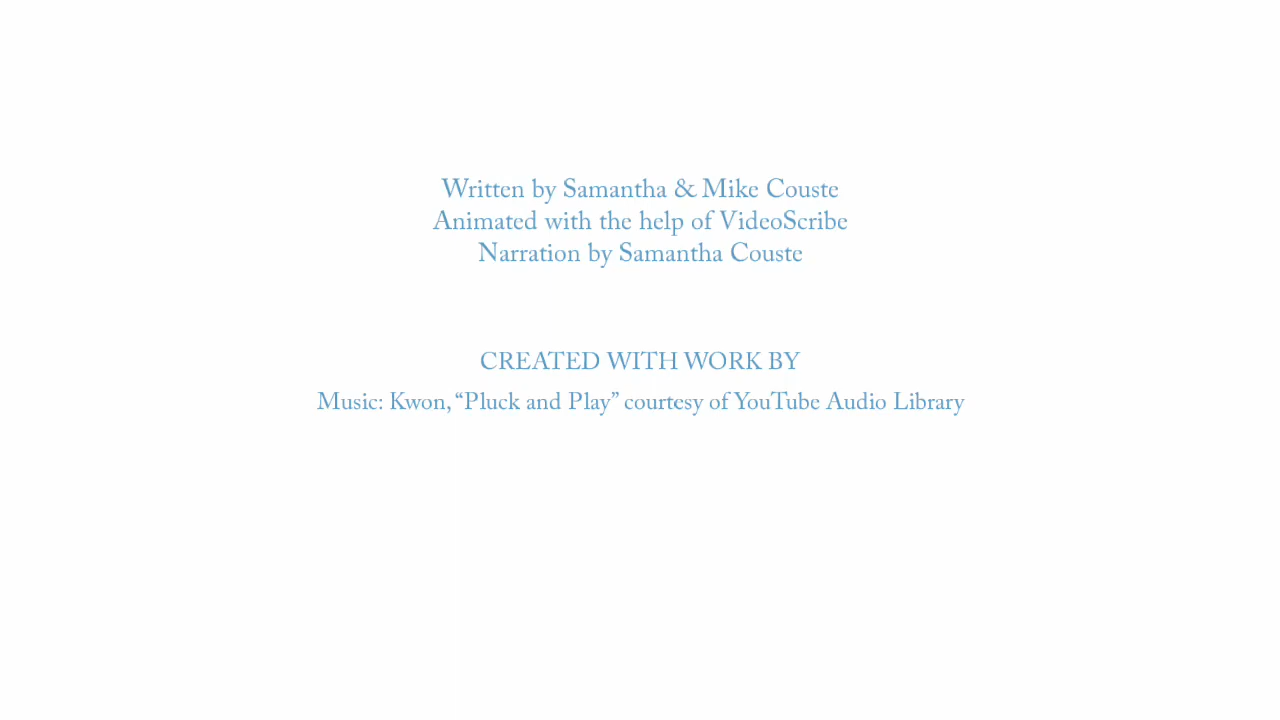 Written by Samantha & Mike Couste
Animated with the help of VideoScribe
Narration by Samantha Couste
CREATED WITH WORK BY
Music: Kwon, “Pluck and Play” courtesy of YouTube Audio Library